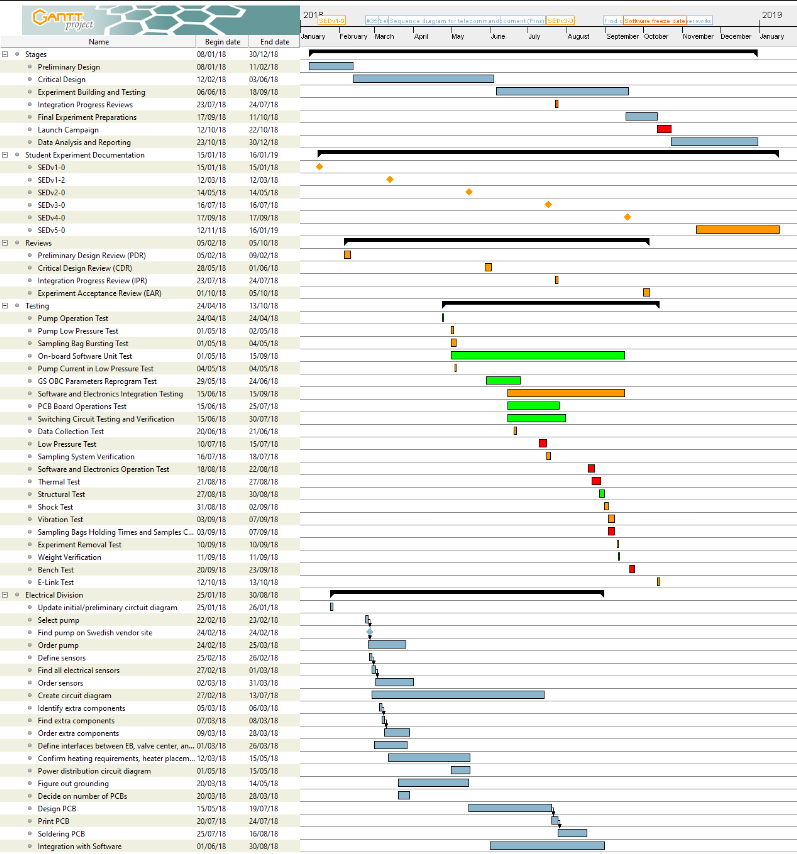 GANTT
project
2018
2019
SEDv1-0
Sequence diagram for telecommand
Software freeze date
Name Begin date End date
January February March April May June July August September October November December January
Stages 08/01/18 30/12/18
Preliminary Design 08/01/18 11/02/18
Critical Design 12/02/18 03/06/18
Experiment Building and Testing 06/06/18 18/09/18
Integration Progress Reviews 23/07/18 24/07/18
Final Experiment Preparations 17/09/18 11/10/18
Launch Campaign 12/10/18 22/10/18
Data Analysis and Reporting 23/10/18 30/12/18
Student Experiment Documentation 15/01/18 16/01/19
SEDv1-0 15/01/18 15/01/18
SEDv1-2 12/03/18 12/03/18
SEDv2-0 14/05/18 14/05/18
SEDv3-0 16/07/18 16/07/18
SEDv4-0 17/09/18 17/09/18
SEDv5-0 12/11/18 16/01/19
Reviews 05/02/18 05/10/18
Preliminary Design Review (PDR) 05/02/18 09/02/18
Critical Design Review (CDR) 28/05/18 01/06/18
Integration Progress Review (IPR) 23/07/18 24/07/18
Experiment Acceptance Review (EAR) 01/10/18 05/10/18
Testing 24/04/18 13/10/18
Pump Operation Test 24/04/18 24/04/18
Pump Low Pressure Test 01/05/18 02/05/18
Sampling Bag Bursting Test 01/05/18 04/05/18
On-board Software Unit Test 01/05/18 15/09/18
Pump Current in Low Pressure Test 04/05/18 04/05/18
GS OBC Parameters Reprogram Test 29/05/18 24/06/18
Software and Electronics Integration Testing 15/06/18 15/09/18
PCB Board Operations Test 15/06/18 25/07/18
Switching Circuit Testing and Verification 15/06/18 30/07/18
Data Collection Test 20/06/18 21/06/18
Low Pressure Test 10/07/18 15/07/18
Sampling System Verification 16/07/18 18/07/18
Software and Electronics Operation Test 18/08/18 22/08/18
Thermal Test 21/08/18 27/08/18
Structural Test 27/08/18 30/08/18
Shock Test 31/08/18 02/09/18
Vibration Test 03/09/18 07/09/18
Sampling Bags Holding Times and Samples C... 03/09/18 07/09/18
Experiment Removal Test 10/09/18 10/09/18
Weight Verification 11/09/18 11/09/18
Bench Test 20/09/18 23/09/18
E-Link Test 12/10/18 13/10/18
Electrical Division 25/01/18 30/08/18
Update initial/preliminary circtuit diagram 25/01/18 26/01/18
Select pump 22/02/18 23/02/18
Find pump on Swedish vendor site 24/02/18 24/02/18
Order pump 24/02/18 25/03/18
Define sensors 25/02/18 26/02/18
Find all electrical sensors 27/02/18 01/03/18
Order sensors 02/03/18 31/03/18
Create circuit diagram 27/02/18 13/07/18
Identify extra components 05/03/18 06/03/18
Find extra components 07/03/18 08/03/18
Order extra components 09/03/18 28/03/18
Define interfaces between EB, valve center, an... 01/03/18 26/03/18
Confirm heating requirements, heater placem... 12/03/18 15/05/18
Power distribution circuit diagram 01/05/18 15/05/18
Figure out grounding 20/03/18 14/05/18
Decide on number of PCBs 20/03/18 28/03/18
Design PCB 15/05/18 19/07/18
Print PCB 20/07/18 24/07/18
Soldering PCB 25/07/18 16/08/18
Integration with Software 01/06/18 30/08/18